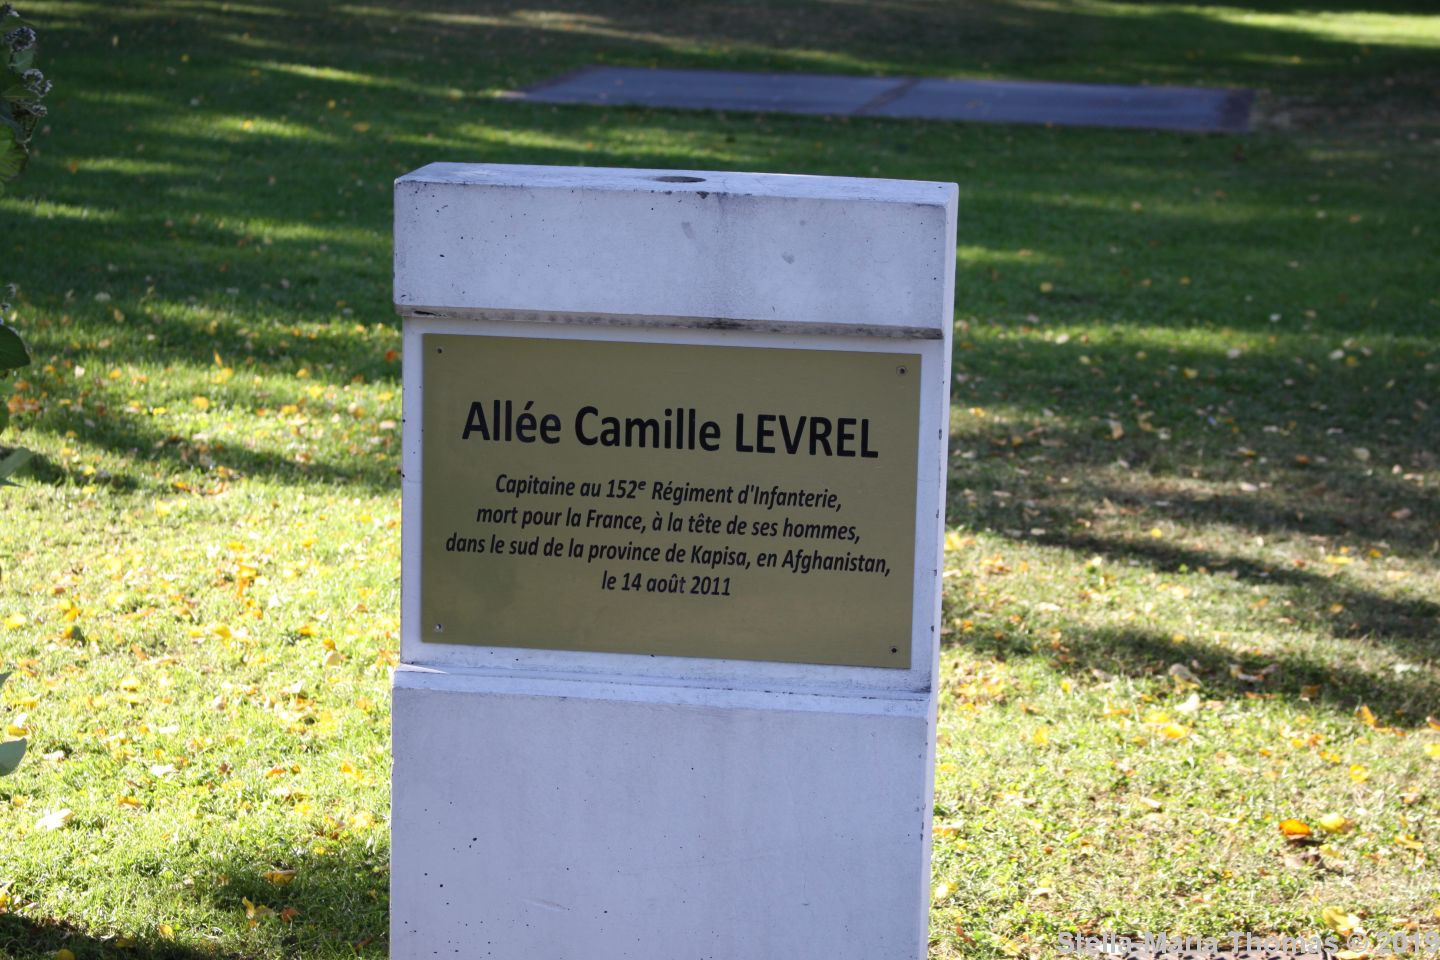 Allée Camille LEVREL
Capitaine au 152e Régiment d'Infanterie,
mort pour la France, à la tête de ses hommes,
dans le sud de la province de Kapisa, en Afghanistan,
le 14 août 2011
Stella-Maria Thomas © 2019